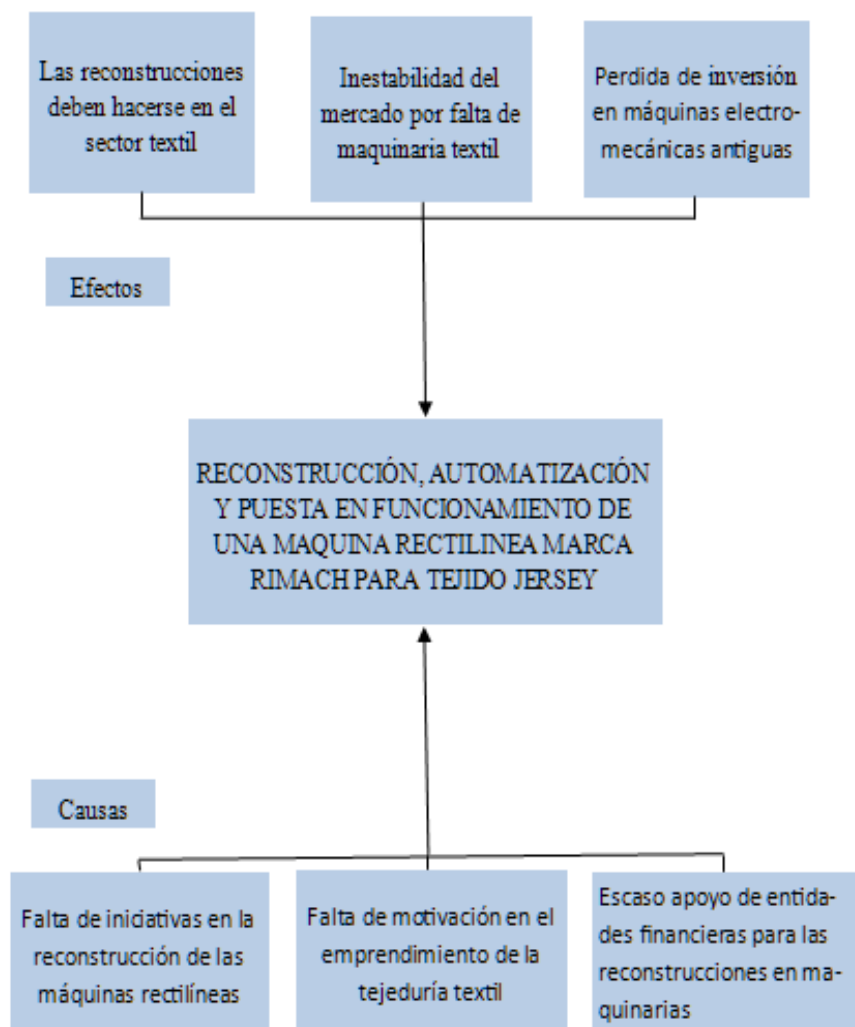 Las reconstrucciones
deben hacerse en el
sector textil
Inestabilidad del
mercado por falta de
maquinaria textil
Perdida de inversión
en máquinas electro-
mecánicas antiguas
Efectos
RECONSTRUCCIÓN, AUTOMATIZACIÓN
Y PUESTA EN FUNCIONAMIENTO DE
UNA MAQUINA RECTILINEA MARCA
RIMACH PARA TEJIDO JERSEY
Causas
Falta de iniciativas en la
reconstrucción de las
máquinas rectilíneas
Falta de motivación en el
emprendimiento de la
tejeduría textil
Escaso apoyo de entida-
des financieras para las
reconstrucciones en ma-
quinarias